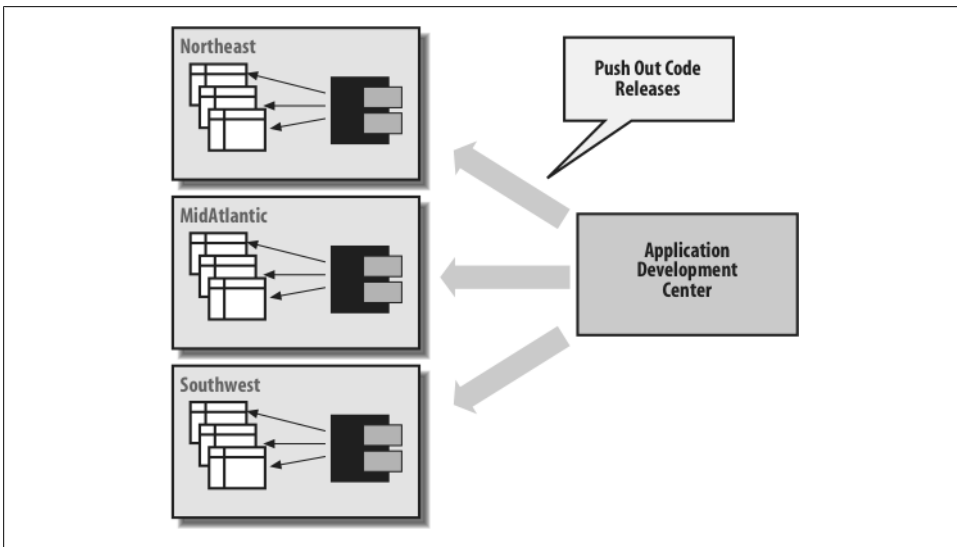 Northeast
Push Out Code
Releases
MidAtlantic
Application
Development
Center
Southwest